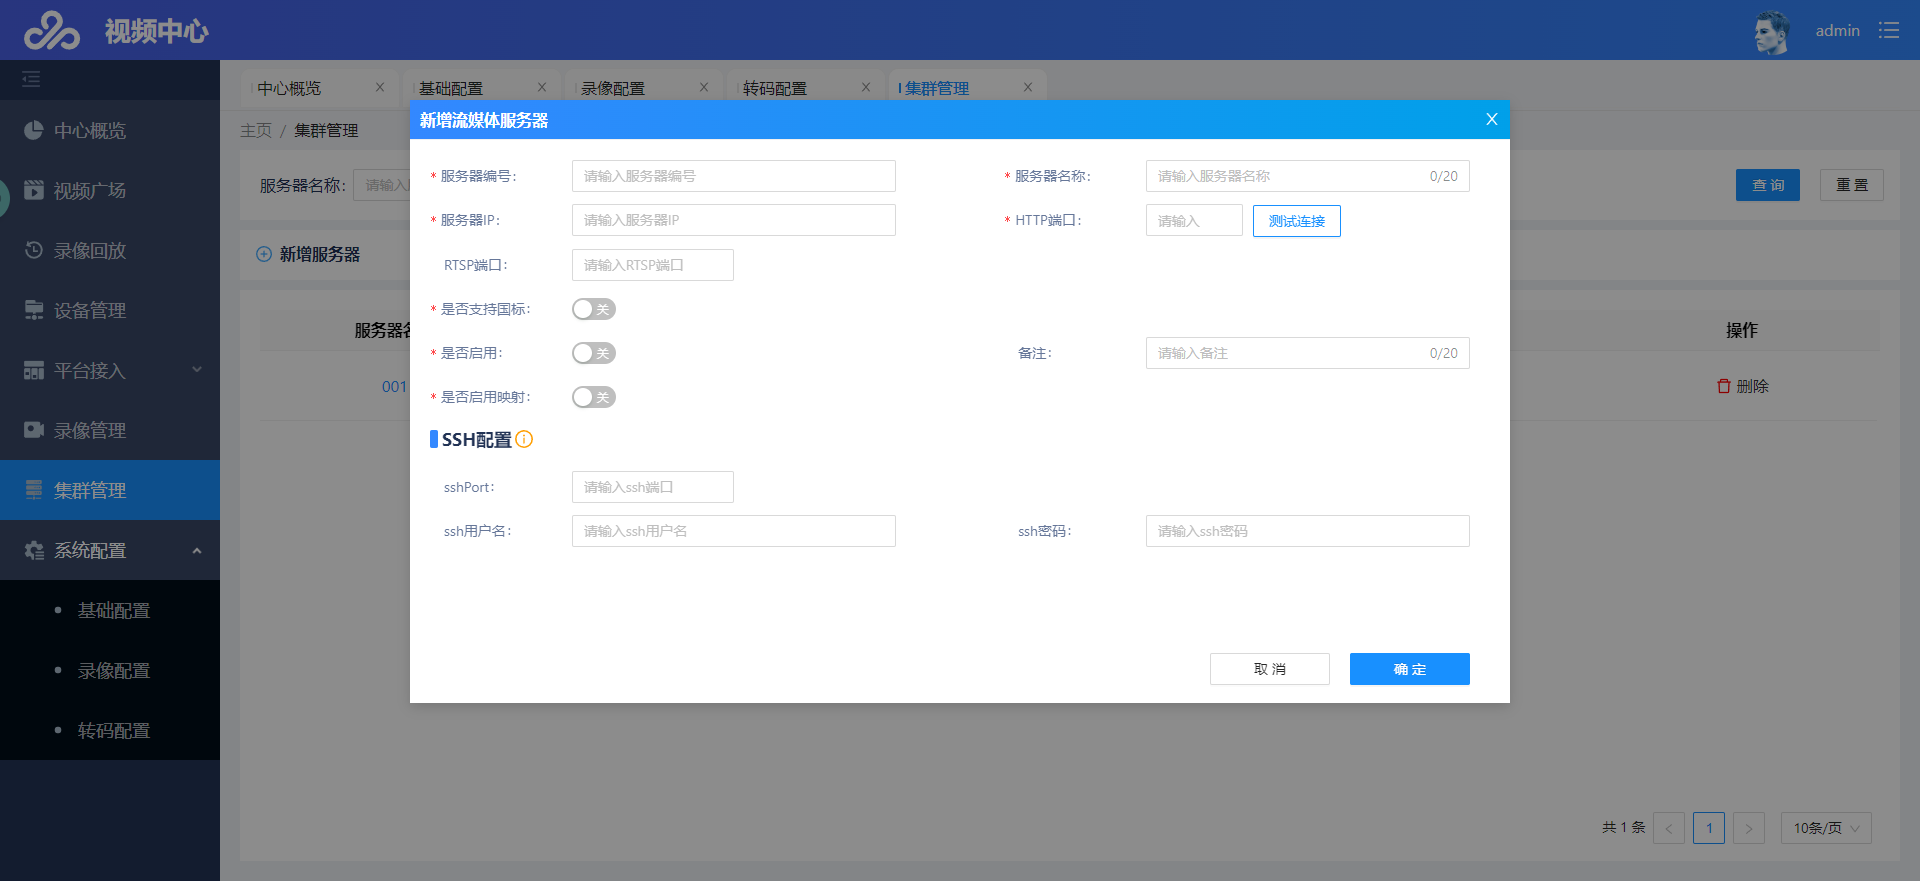 视频中心
admin
中心概览
基础配置
录像配置
转码配置
集群管理
主页 / 集群管理
新增流媒体服务器
中心概览
视频广场
录像回放
设备管理
平台接入
录像管理
集群管理
系统配置
基础配置
录像配置
转码配置
服务器名称: 请输入
查 询
重 置
新增服务器
操作
001
删除
* 服务器编号: 请输入服务器编号
* 服务器名称: 请输入服务器名称 0/20
* 服务器IP: 请输入服务器IP
* HTTP端口: 请输入 测试连接
RTSP端口: 请输入RTSP端口
* 是否支持国标: 关
* 是否启用: 关
备注: 请输入备注 0/20
* 是否启用映射: 关
SSH配置
sshPort: 请输入ssh端口
ssh用户名: 请输入ssh用户名
ssh密码: 请输入ssh密码
取 消
确 定
共 1 条
1
10条/页